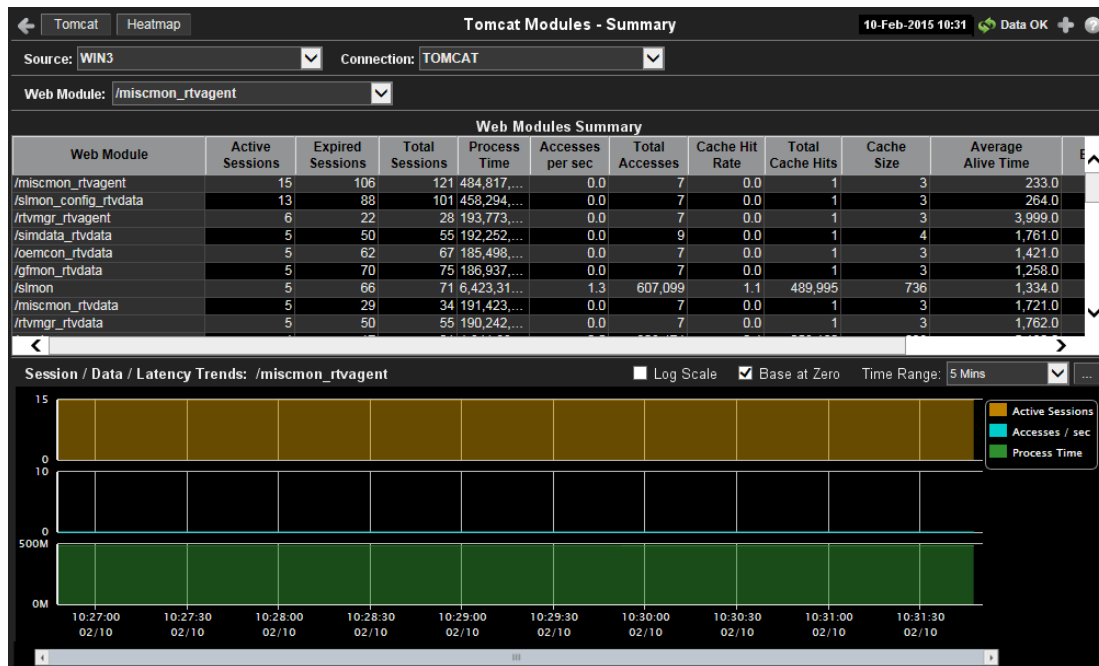 Tomcat Heatmap Tomcat Modules - Summary 10-Feb-2015 10:31 Data OK
Source: WIN3 Connection: TOMCAT
Web Module: /miscmon_rtvagent
Web Modules Summary
Web Module Active Sessions Expired Sessions Total Sessions Process Time Accesses per sec Total Accesses Cache Hit Rate Total Cache Hits Cache Size Average Alive Time
/miscmon_rtvagent 15 106 121 484,817,... 0.0 7 0.0 1 3 233.0
/slmon_config_rtvdata 13 88 101 458,294,... 0.0 7 0.0 1 3 264.0
/rtvmgr_rtvagent 6 22 28 193,773,... 0.0 7 0.0 1 3 3,999.0
/simdata_rtvdata 5 50 55 192,252,... 0.0 9 0.0 1 4 1,761.0
/oemcon_rtvdata 5 62 67 185,498,... 0.0 7 0.0 1 3 1,421.0
/gfmon_rtvdata 5 70 75 186,937,... 0.0 7 0.0 1 3 1,258.0
/slmon 5 66 71 6,423,31... 1.3 607,099 1.1 489,995 736 1,334.0
/miscmon_rtvdata 5 29 34 191,423,... 0.0 7 0.0 1 3 1,721.0
/rtvmgr_rtvdata 5 50 55 190,242,... 0.0 7 0.0 1 3 1,762.0
Session / Data / Latency Trends: /miscmon_rtvagent Log Scale Base at Zero Time Range: 5 Mins ...
15
Active Sessions
Accesses / sec
Process Time
0
10
0
500M
0M
10:27:00 10:27:30 10:28:00 10:28:30 10:29:00 10:29:30 10:30:00 10:30:30 10:31:00 10:31:30
02/10 02/10 02/10 02/10 02/10 02/10 02/10 02/10 02/10 02/10